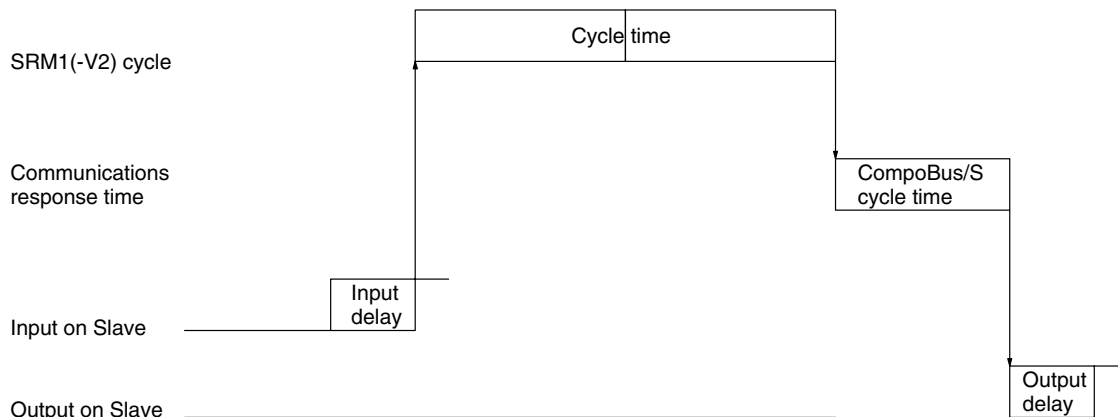 Cycle time
SRM1(-V2) cycle
Communications
response time
CompoBus/S
cycle time
Input
delay
Input on Slave
Output
delay
Output on Slave